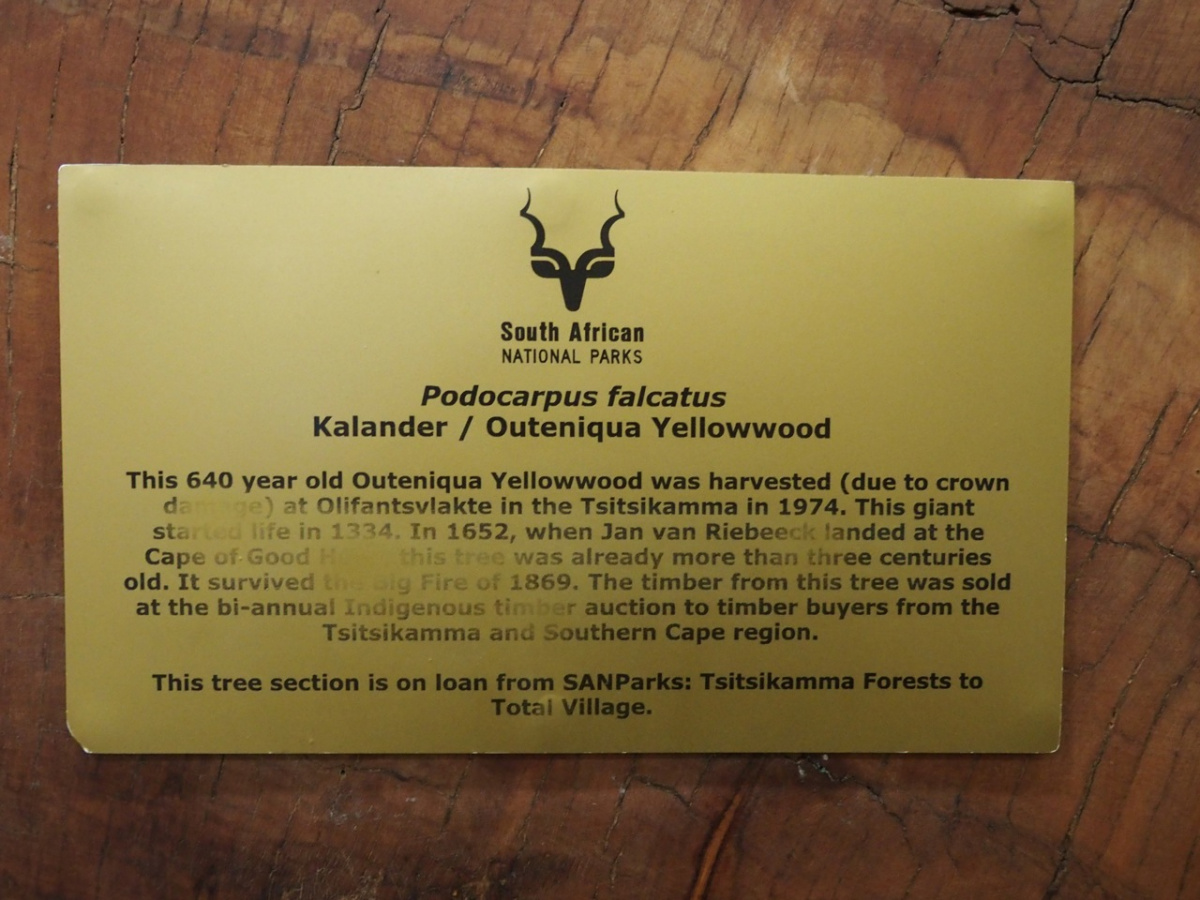 South African
NATIONAL PARKS
Podocarpus falcatus
Kalander / Outeniqua Yellowwood
This 640 year old Outeniqua Yellowwood was harvested (due to crown
damage) at Olifantsvlakte in the Tsitsikamma in 1974. This giant
started life in 1334. In 1652, when Jan van Riebeeck landed at the
Cape of Good this tree was already more than three centuries
old. It survived the Big Fire of 1869. The timber from this tree was sold
at the bi-annual Indigenous timber auction to timber buyers from the
Tsitsikamma and Southern Cape region.
This tree section is on loan from SANParks: Tsitsikamma Forests to
Total Village.